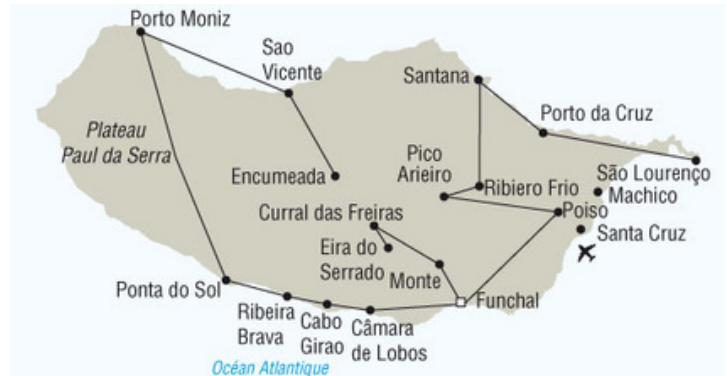 Porto Moniz
Sao
Vicente
Santana
Porto da Cruz
Plateau
Paul da Serra
Pico
Arieiro
São Lourenço
Encumeada
Ribiero Frio
Machico
Curral das Freiras
Poiso
Eira do
Serrado
Santa Cruz
Monte
Ponta do Sol
Funchal
Ribeira
Brava
Cabo
Girao
Câmara
de Lobos
Océan Atlantique